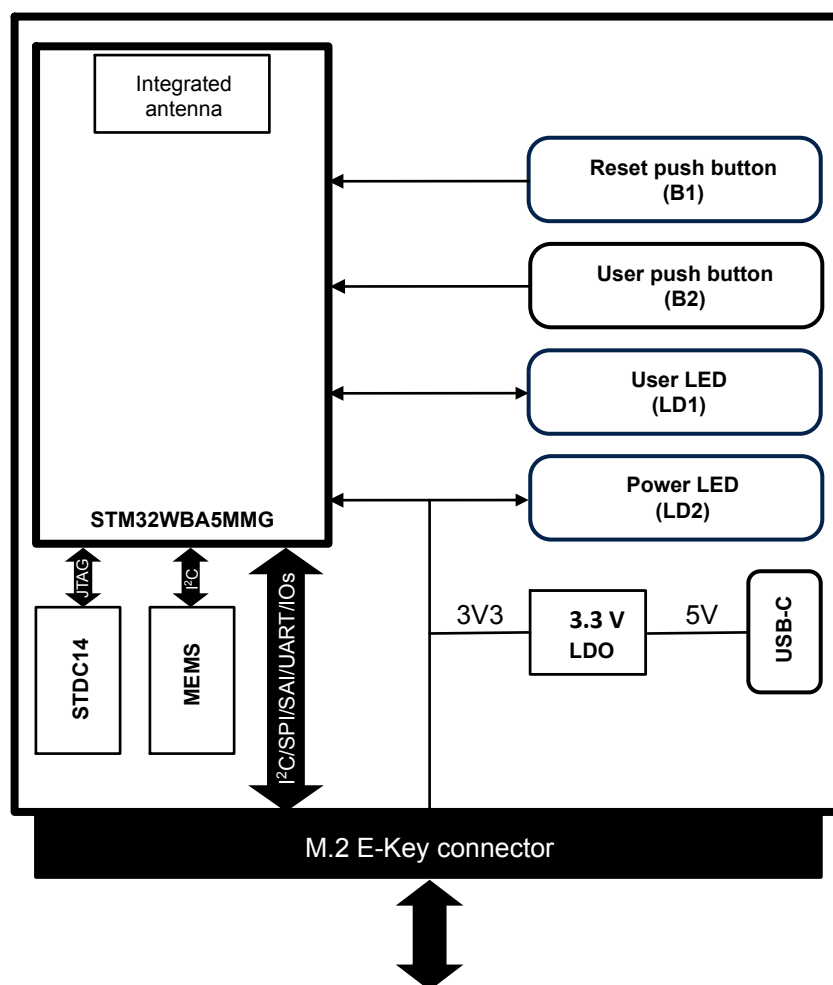 Integrated
antenna
Reset push button
(B1)
User push button
(B2)
User LED
(LD1)
Power LED
(LD2)
STM32WBA5MMG
JTAG
I²C
I²C/SPI/SAI/UART/IOs
STDC14
MEMS
3V3
3.3 V
LDO
5V
USB-C
M.2 E-Key connector